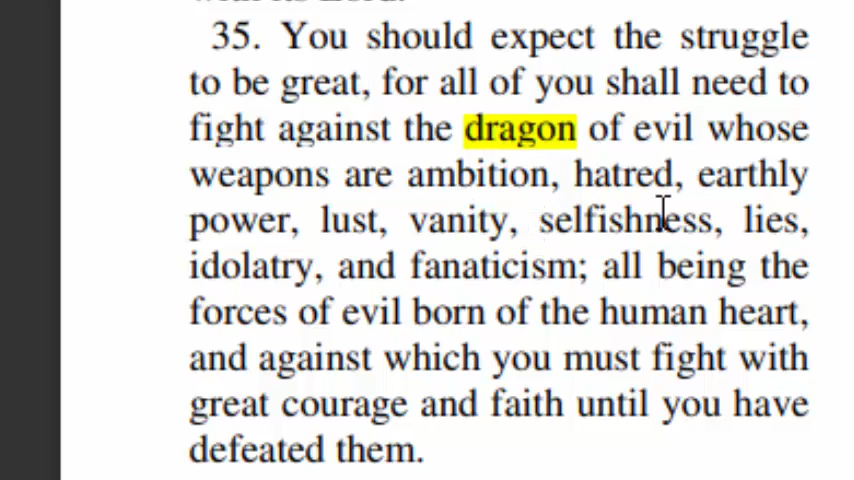 35. You should expect the struggle
to be great, for all of you shall need to
fight against the dragon of evil whose
weapons are ambition, hatred, earthly
power, lust, vanity, selfishness, lies,
idolatry, and fanaticism; all being the
forces of evil born of the human heart,
and against which you must fight with
great courage and faith until you have
defeated them.